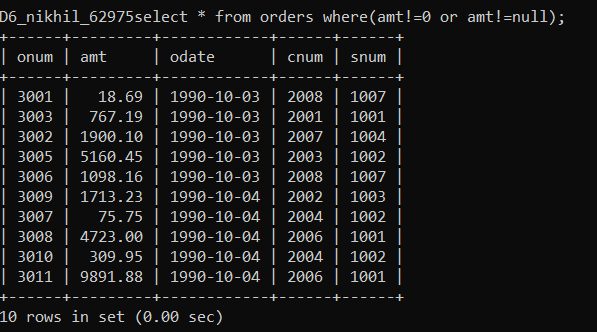 D6_nikhil_62975select * from orders where(amt!=0 or amt!=null);
+------+---------+------------+------+------+
| onum | amt     | odate      | cnum | snum |
+------+---------+------------+------+------+
| 3001 |   18.69 | 1990-10-03 | 2008 | 1007 |
| 3003 |  767.19 | 1990-10-03 | 2001 | 1001 |
| 3002 | 1900.10 | 1990-10-03 | 2007 | 1004 |
| 3005 | 5160.45 | 1990-10-03 | 2003 | 1002 |
| 3006 | 1098.16 | 1990-10-03 | 2008 | 1007 |
| 3009 | 1713.23 | 1990-10-04 | 2002 | 1003 |
| 3007 |   75.75 | 1990-10-04 | 2004 | 1002 |
| 3008 | 4723.00 | 1990-10-04 | 2006 | 1001 |
| 3010 |  309.95 | 1990-10-04 | 2004 | 1002 |
| 3011 | 9891.88 | 1990-10-04 | 2006 | 1001 |
+------+---------+------------+------+------+
10 rows in set (0.00 sec)